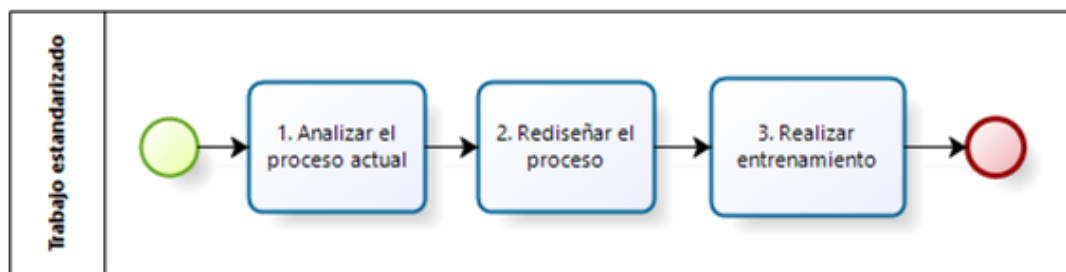 Trabajo estandarizado
1. Analizar el
proceso actual
2. Rediseñar el
proceso
3. Realizar
entrenamiento